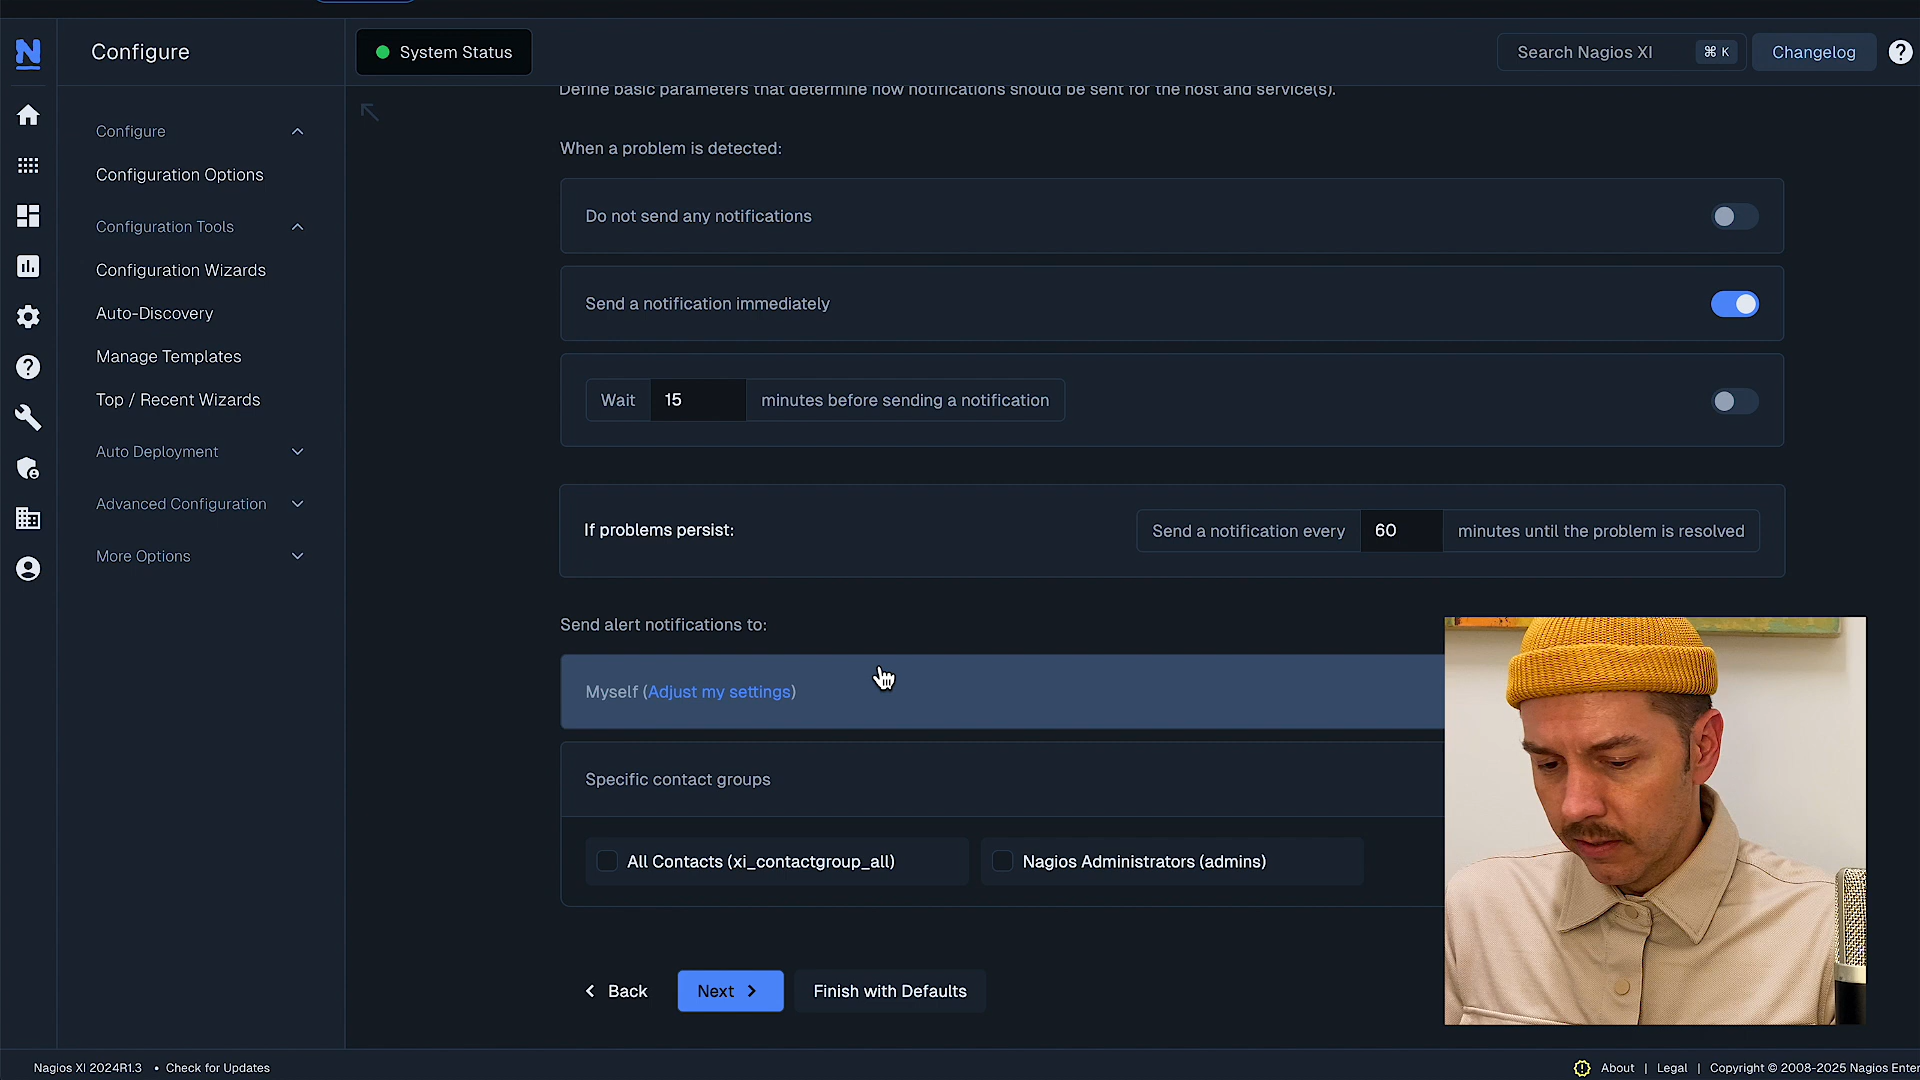 Configure
System Status
Search Nagios XI
⌘ K
Changelog
Configure
Configuration Options
Configuration Tools
Configuration Wizards
Auto-Discovery
Manage Templates
Top / Recent Wizards
Auto Deployment
Advanced Configuration
More Options
Define basic parameters that determine how notifications should be sent for the host and service(s).
When a problem is detected:
Do not send any notifications
Send a notification immediately
Wait 15 minutes before sending a notification
If problems persist: Send a notification every 60 minutes until the problem is resolved
Send alert notifications to:
Myself (Adjust my settings)
Specific contact groups
All Contacts (xi_contactgroup_all) Nagios Administrators (admins)
Back Next Finish with Defaults
Nagios XI 2024R1.3 • Check for Updates
About | Legal | Copyright © 2008-2025 Nagios Enter